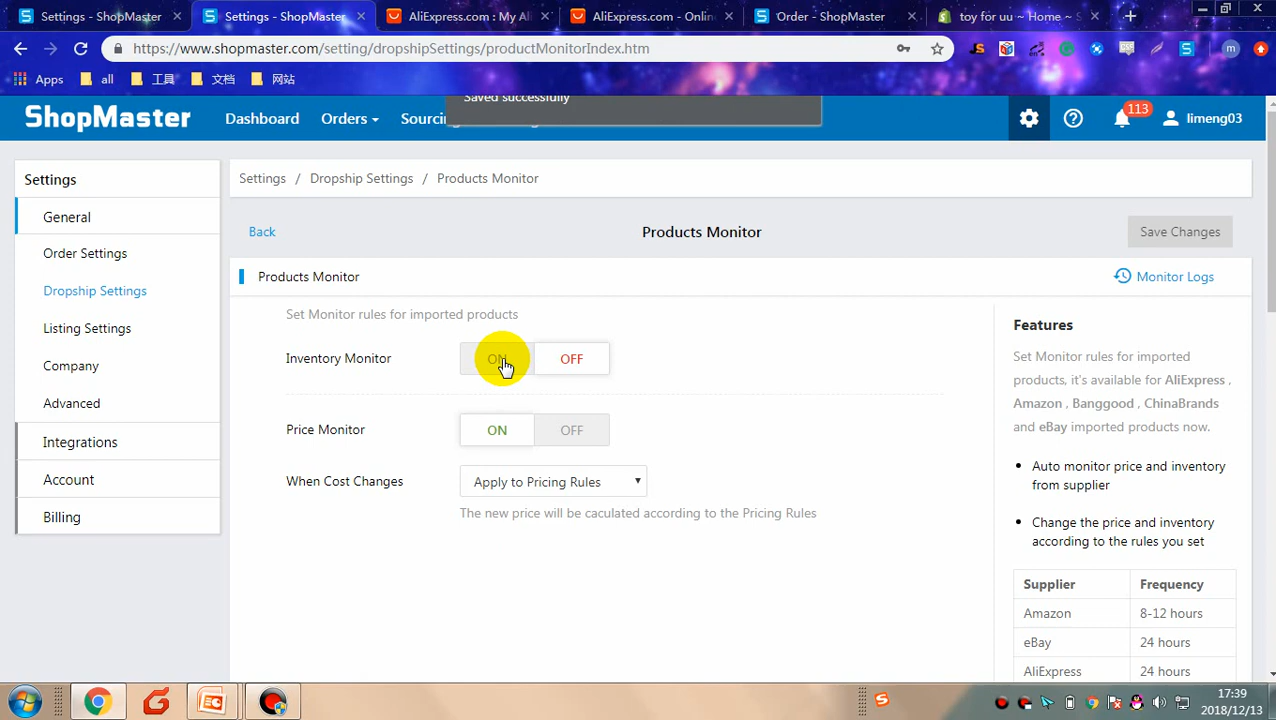 Settings - ShopMaster
Settings - ShopMaster
AliExpress.com : My Al
AliExpress.com - Onlin
Order - ShopMaster
toy for uu ~ Home ~ S
https://www.shopmaster.com/setting/dropshipSettings/productMonitorIndex.htm
m
Apps
all
工具
文档
网站
Saved successfully
ShopMaster
Dashboard
Orders
Sourcin
113
limeng03
Settings
General
Order Settings
Dropship Settings
Listing Settings
Company
Advanced
Integrations
Account
Billing
Settings / Dropship Settings / Products Monitor
Back
Products Monitor
Save Changes
Products Monitor
Monitor Logs
Set Monitor rules for imported products
Inventory Monitor
ON
OFF
Price Monitor
ON
OFF
When Cost Changes
Apply to Pricing Rules
The new price will be caculated according to the Pricing Rules
Features
Set Monitor rules for imported
products, it's available for AliExpress ,
Amazon , Banggood , ChinaBrands
and eBay imported products now.
Auto monitor price and inventory
from supplier
Change the price and inventory
according to the rules you set
Supplier Frequency
Amazon 8-12 hours
eBay 24 hours
AliExpress 24 hours
17:39
2018/12/13